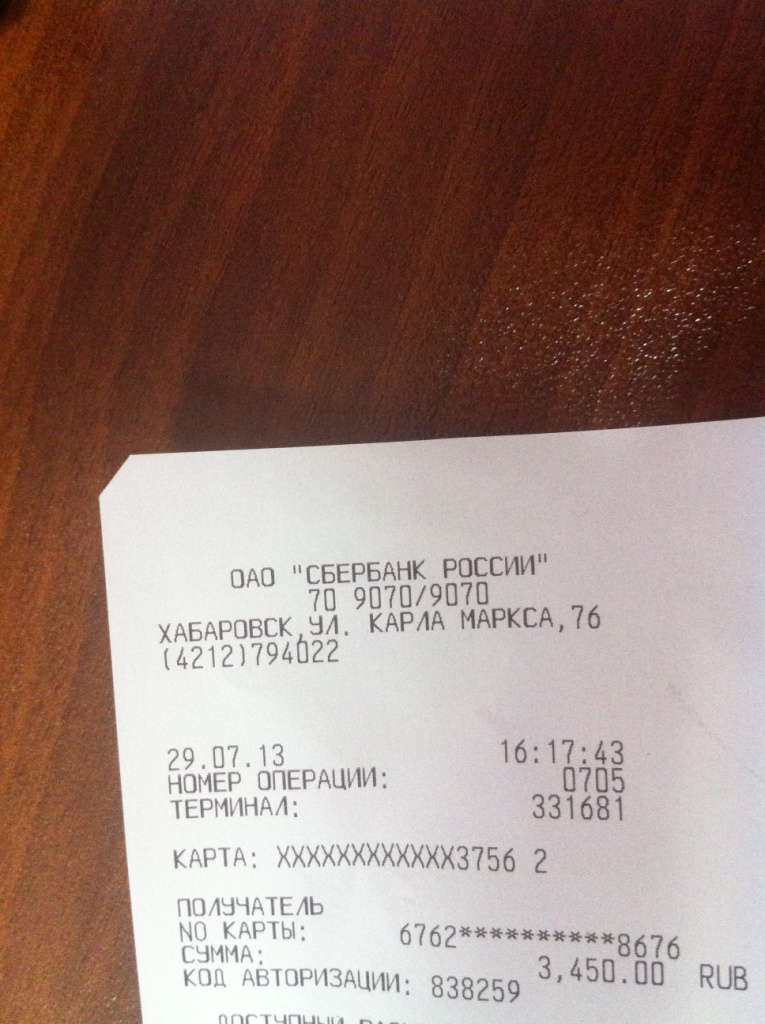 ОАО "СБЕРБАНК РОССИИ"
70 9070/9070
ХАБАРОВСК,УЛ. КАРЛА МАРКСА,76
(4212)794022
29.07.13 16:17:43
НОМЕР ОПЕРАЦИИ: 0705
ТЕРМИНАЛ: 331681
КАРТА: XXXXXXXXXXXX3756 2
ПОЛУЧАТЕЛЬ
NO КАРТЫ: 6762**********8676
СУММА: 3,450.00 RUB
КОД АВТОРИЗАЦИИ: 838259
ДОСТУПНЫЙ